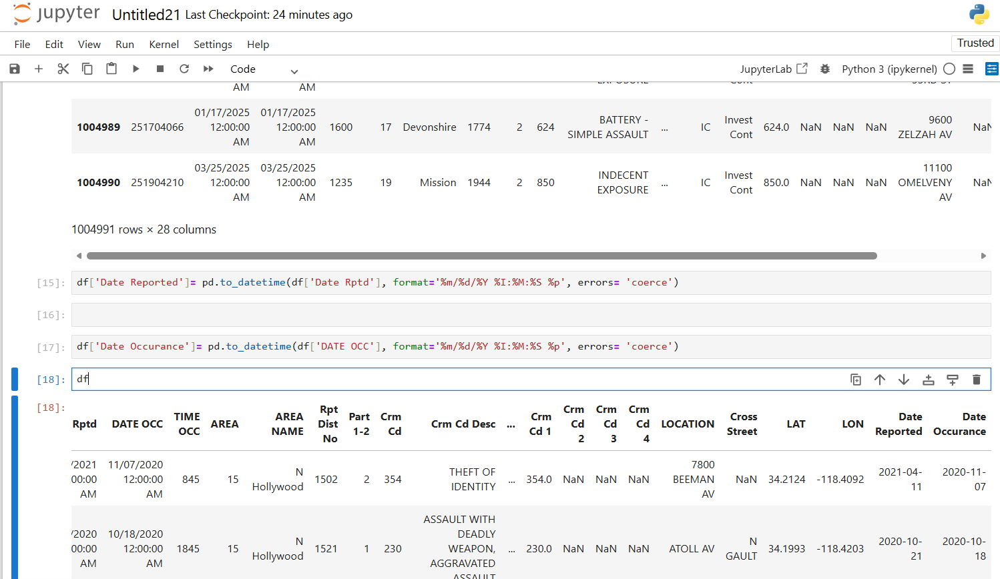 jupyter Untitled21 Last Checkpoint: 24 minutes ago
File Edit View Run Kernel Settings Help Trusted
Code JupyterLab Python 3 (ipykernel)
AM AM
1004989 251704066 01/17/2025 12:00:00 AM 01/17/2025 12:00:00 AM 1600 17 Devonshire 1774 2 624 BATTERY - SIMPLE ASSAULT ... IC Invest Cont 624.0 NaN NaN NaN 9600 ZELZAH AV NaN
1004990 251904210 03/25/2025 12:00:00 AM 03/25/2025 12:00:00 AM 1235 19 Mission 1944 2 850 INDECENT EXPOSURE ... IC Invest Cont 850.0 NaN NaN NaN 11100 OMELVENY AV NaN
1004991 rows × 28 columns
[15]: df['Date Reported']= pd.to_datetime(df['Date Rptd'], format='%m/%d/%Y %I:%M:%S %p', errors= 'coerce')
[16]:
[17]: df['Date Occurance']= pd.to_datetime(df['DATE OCC'], format='%m/%d/%Y %I:%M:%S %p', errors= 'coerce')
[18]: df
[18]:
Rptd DATE OCC TIME OCC AREA AREA NAME Rpt Dist No Part 1-2 Crm Cd Crm Cd Desc ... Crm Cd 1 Crm Cd 2 Crm Cd 3 Crm Cd 4 LOCATION Cross Street LAT LON Date Reported Date Occurance
/2021 00:00 AM 11/07/2020 12:00:00 AM 845 15 N Hollywood 1502 2 354 THEFT OF IDENTITY ... 354.0 NaN NaN NaN 7800 BEEMAN AV NaN 34.2124 -118.4092 2021-04-11 2020-11-07
/2020 00:00 AM 10/18/2020 12:00:00 AM 1845 15 N Hollywood 1521 1 230 ASSAULT WITH DEADLY WEAPON, AGGRAVATED ASSAULT ... 230.0 NaN NaN NaN ATOLL AV N GAULT 34.1993 -118.4203 2020-10-21 2020-10-18